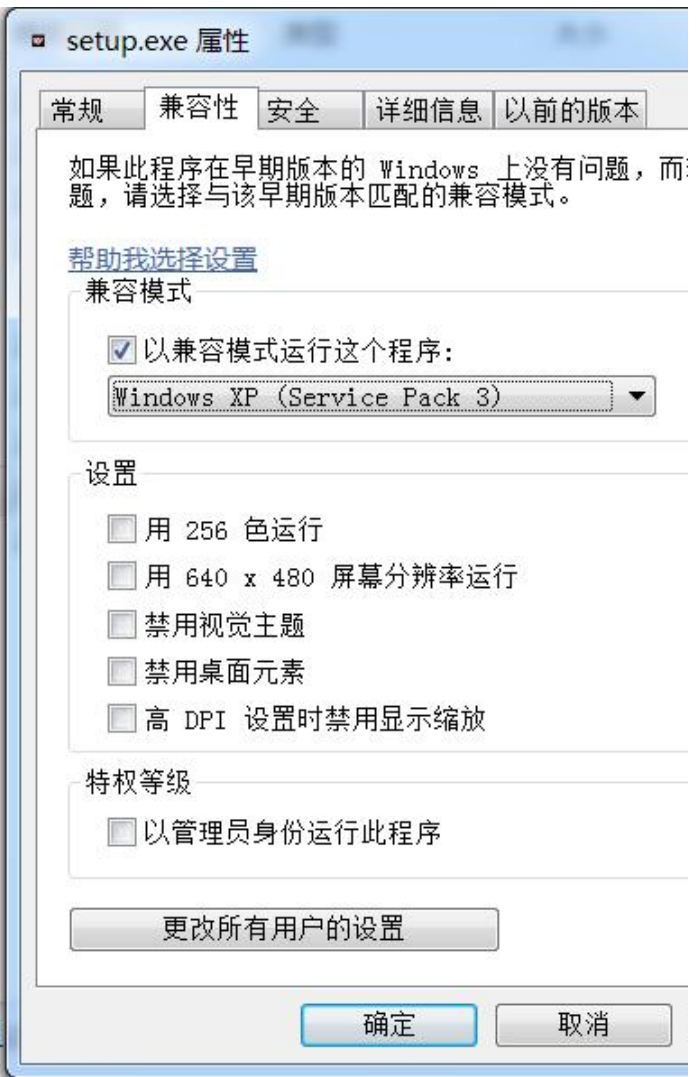 setup.exe 属性
常规 兼容性 安全 详细信息 以前的版本
如果此程序在早期版本的 Windows 上没有问题，而
题，请选择与该早期版本匹配的兼容模式。
帮助我选择设置
兼容模式
以兼容模式运行这个程序:
Windows XP (Service Pack 3)
设置
用 256 色运行
用 640 x 480 屏幕分辨率运行
禁用视觉主题
禁用桌面元素
高 DPI 设置时禁用显示缩放
特权等级
以管理员身份运行此程序
更改所有用户的设置
确定 取消